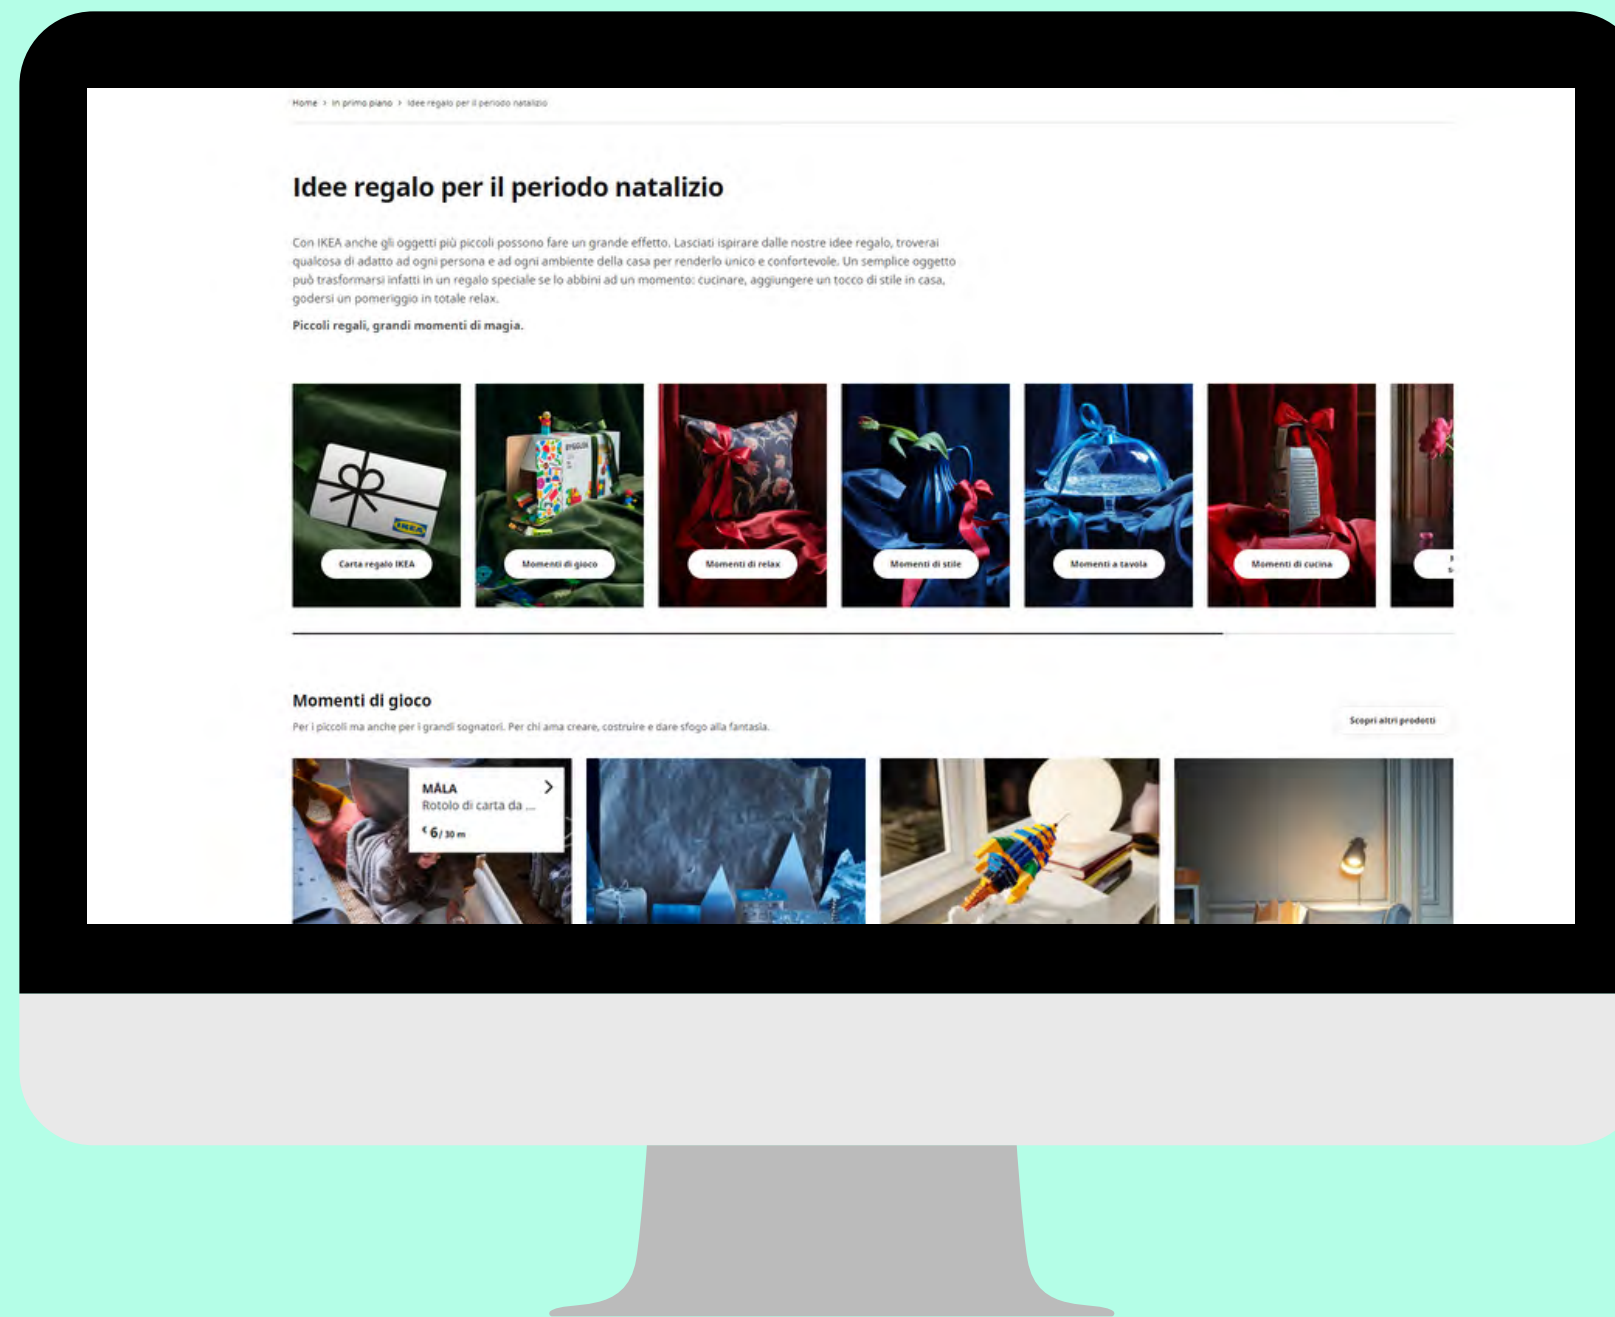 Home > In primo piano > Idee regalo per il periodo natalizio
Idee regalo per il periodo natalizio
Con IKEA anche gli oggetti più piccoli possono fare un grande effetto. Lasciati ispirare dalle nostre idee regalo, troverai
qualcosa di adatto ad ogni persona e ad ogni ambiente della casa per renderlo unico e confortevole. Un semplice oggetto
può trasformarsi infatti in un regalo speciale se lo abbini ad un momento: cucinare, aggiungere un tocco di stile in casa,
godersi un pomeriggio in totale relax.
Piccoli regali, grandi momenti di magia.
BYGGLEK
IKEA
Carta regalo IKEA
Momenti di gioco
Momenti di relax
Momenti di stile
Momenti a tavola
Momenti di cucina
Momenti di gioco
Per i piccoli ma anche per i grandi sognatori. Per chi ama creare, costruire e dare sfogo alla fantasia.
Scopri altri prodotti
MÅLA
Rotolo di carta da ...
€ 6 / 30 m